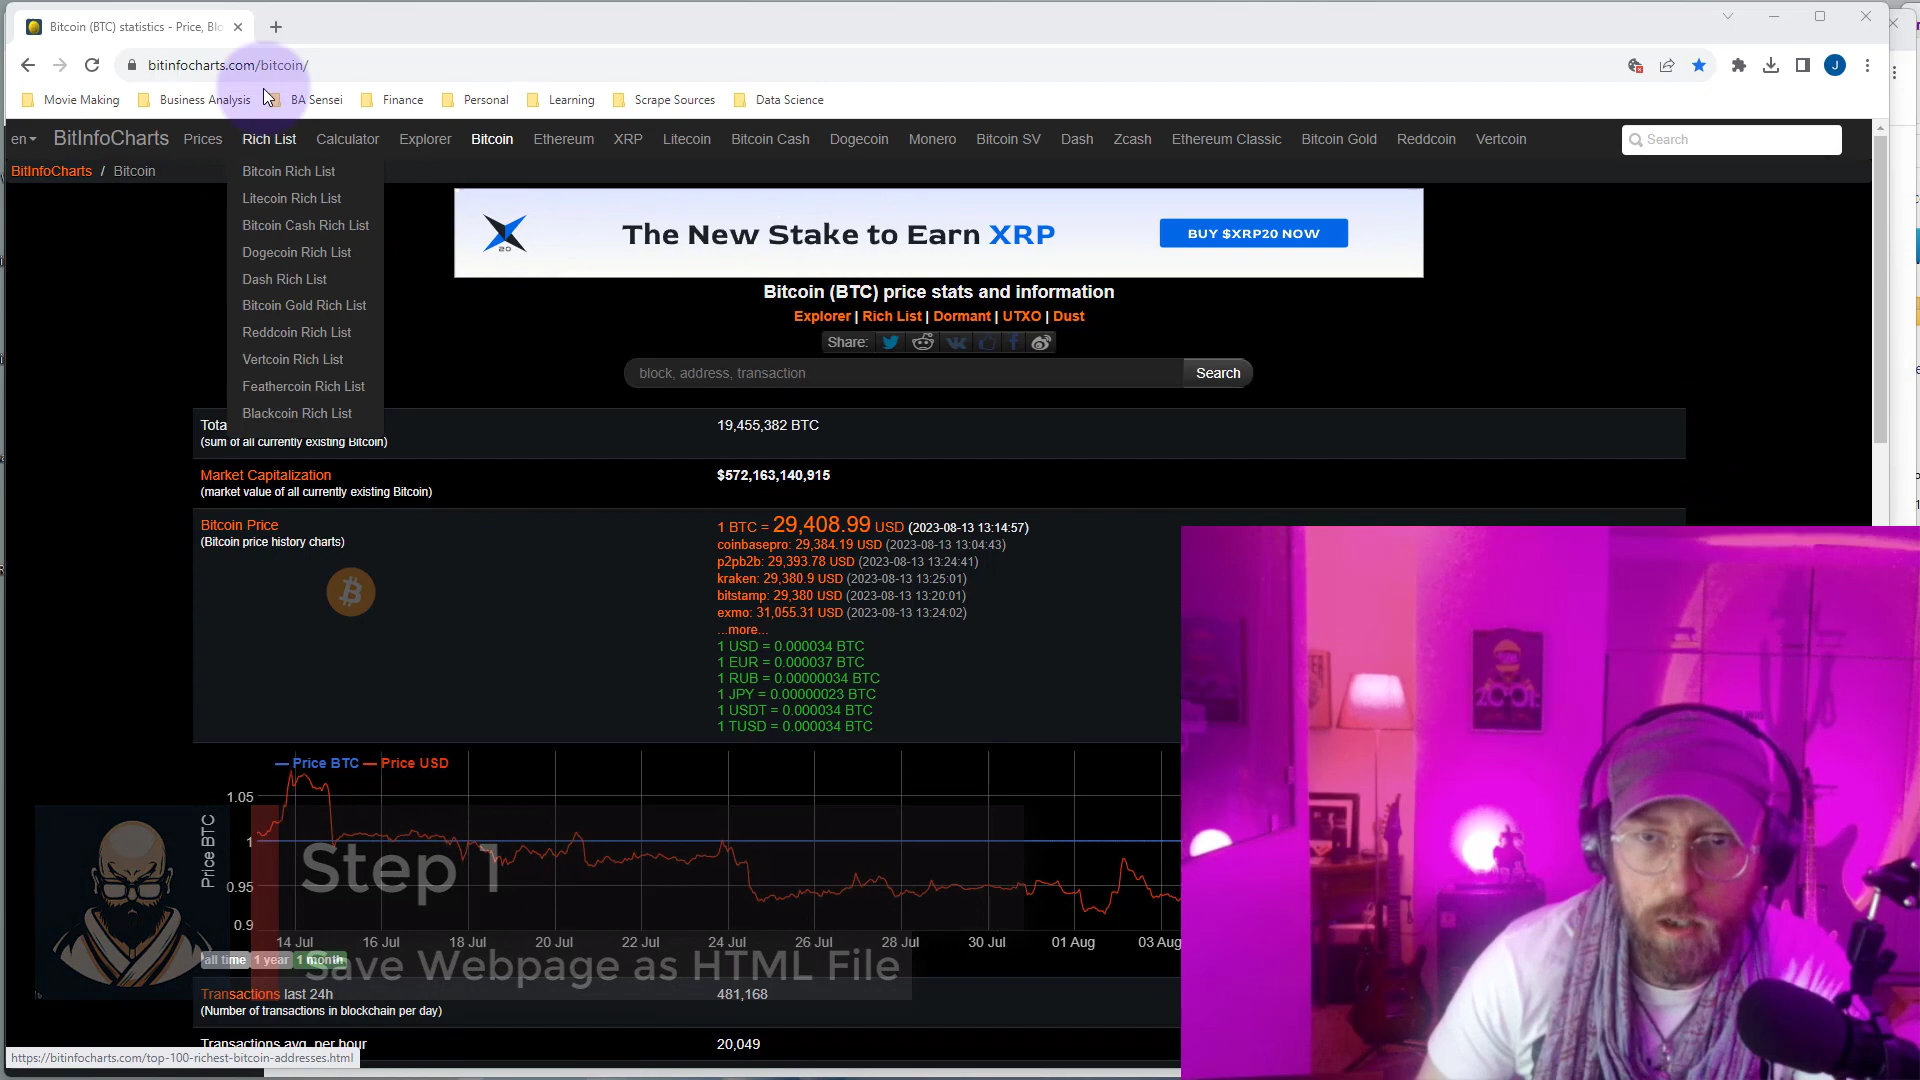 Bitcoin (BTC) statistics - Price, Blo
bitinfocharts.com/bitcoin/
J
Movie Making
Business Analysis
BA Sensei
Finance
Personal
Learning
Scrape Sources
Data Science
en
BitInfoCharts
Prices
Rich List
Calculator
Explorer
Bitcoin
Ethereum
XRP
Litecoin
Bitcoin Cash
Dogecoin
Monero
Bitcoin SV
Dash
Zcash
Ethereum Classic
Bitcoin Gold
Reddcoin
Vertcoin
Search
BitInfoCharts / Bitcoin
Bitcoin Rich List
Litecoin Rich List
Bitcoin Cash Rich List
Dogecoin Rich List
Dash Rich List
Bitcoin Gold Rich List
Reddcoin Rich List
Vertcoin Rich List
Feathercoin Rich List
Blackcoin Rich List
20
The New Stake to Earn XRP
BUY $XRP20 NOW
Bitcoin (BTC) price stats and information
Explorer | Rich List | Dormant | UTXO | Dust
Share:
block, address, transaction
Search
Tota
(sum of all currently existing Bitcoin)
19,455,382 BTC
Market Capitalization
(market value of all currently existing Bitcoin)
$572,163,140,915
Bitcoin Price
(Bitcoin price history charts)
1 BTC = 29,408.99 USD (2023-08-13 13:14:57)
coinbasepro: 29,384.19 USD (2023-08-13 13:04:43)
p2pb2b: 29,393.78 USD (2023-08-13 13:24:41)
kraken: 29,380.9 USD (2023-08-13 13:25:01)
bitstamp: 29,380 USD (2023-08-13 13:20:01)
exmo: 31,055.31 USD (2023-08-13 13:24:02)
...more...
1 USD = 0.000034 BTC
1 EUR = 0.000037 BTC
1 RUB = 0.00000034 BTC
1 JPY = 0.00000023 BTC
1 USDT = 0.000034 BTC
1 TUSD = 0.000034 BTC
Price BTC
Price USD
Price BTC
1.05
1
0.95
0.9
14 Jul
16 Jul
18 Jul
20 Jul
22 Jul
24 Jul
26 Jul
28 Jul
30 Jul
01 Aug
03 Aug
Step 1
Save Webpage as HTML File
all time
1 year
1 month
Transactions last 24h
(Number of transactions in blockchain per day)
481,168
Transactions avg. per hour
20,049
https://bitinfocharts.com/top-100-richest-bitcoin-addresses.html
2001: